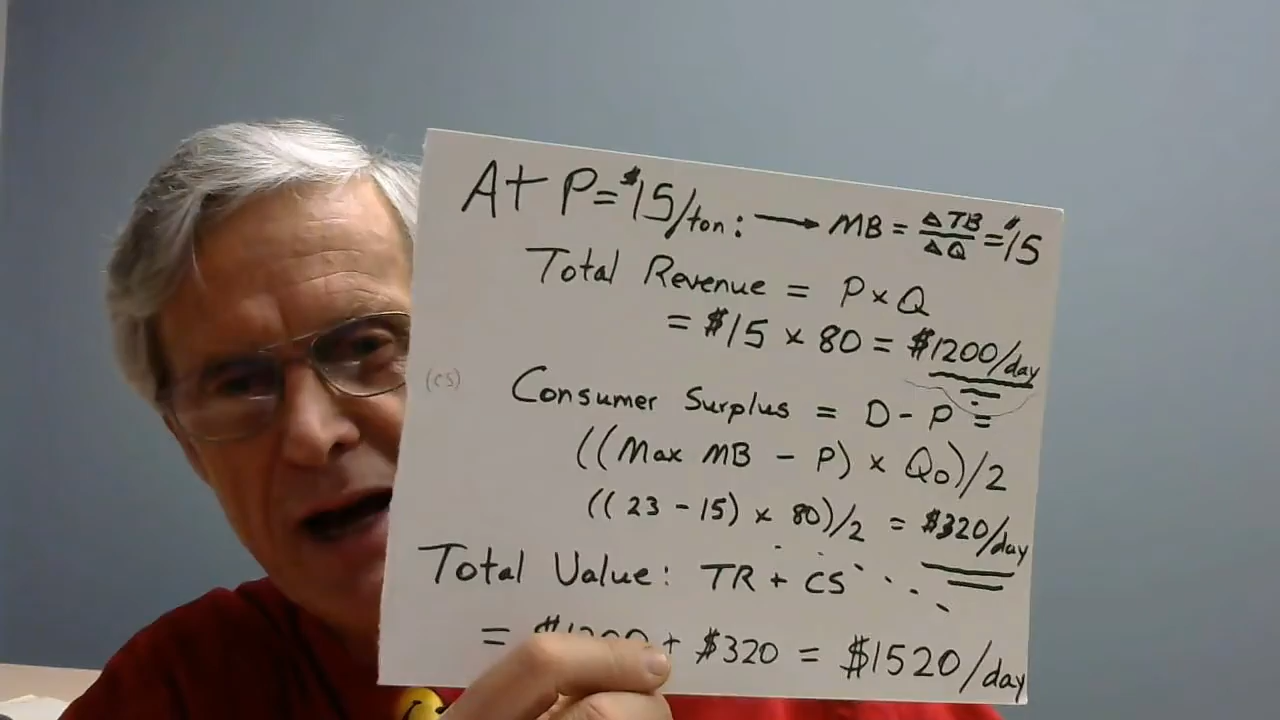 At P=$15/ton: → MB = ΔTB/ΔQ = $15
Total Revenue = P×Q
= $15 × 80 = $1200/day
(CS) Consumer Surplus = D - P =
((Max MB - P) × Q0)/2
((23 - 15) × 80)/2 = $320/day
Total Value: TR + CS
= $1200 + $320 = $1520/day